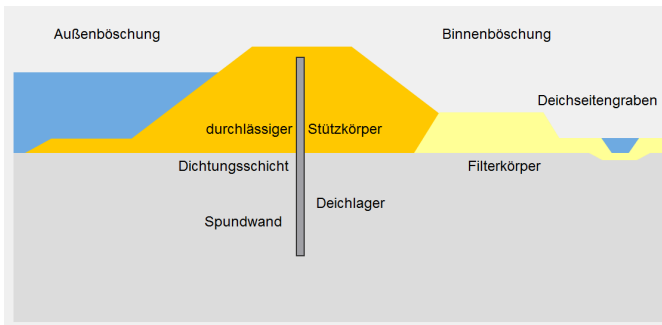 Außenböschung
Binnenböschung
Deichseitengraben
durchlässiger Stützkörper
Dichtungsschicht
Filterkörper
Deichlager
Spundwand